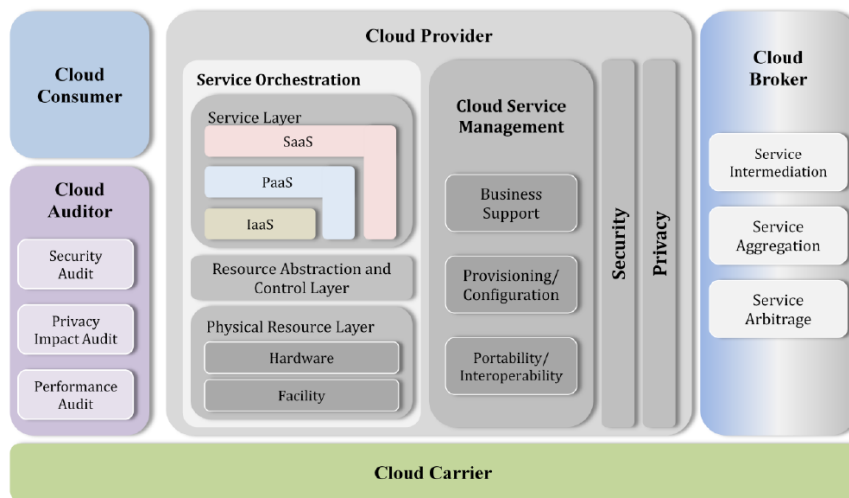 Cloud
Consumer
Cloud
Auditor
Security
Audit
Privacy
Impact Audit
Performance
Audit
Cloud Provider
Service Orchestration
Service Layer
SaaS
PaaS
IaaS
Resource Abstraction and
Control Layer
Physical Resource Layer
Hardware
Facility
Cloud Service
Management
Business
Support
Provisioning/
Configuration
Portability/
Interoperability
Security
Privacy
Cloud
Broker
Service
Intermediation
Service
Aggregation
Service
Arbitrage
Cloud Carrier